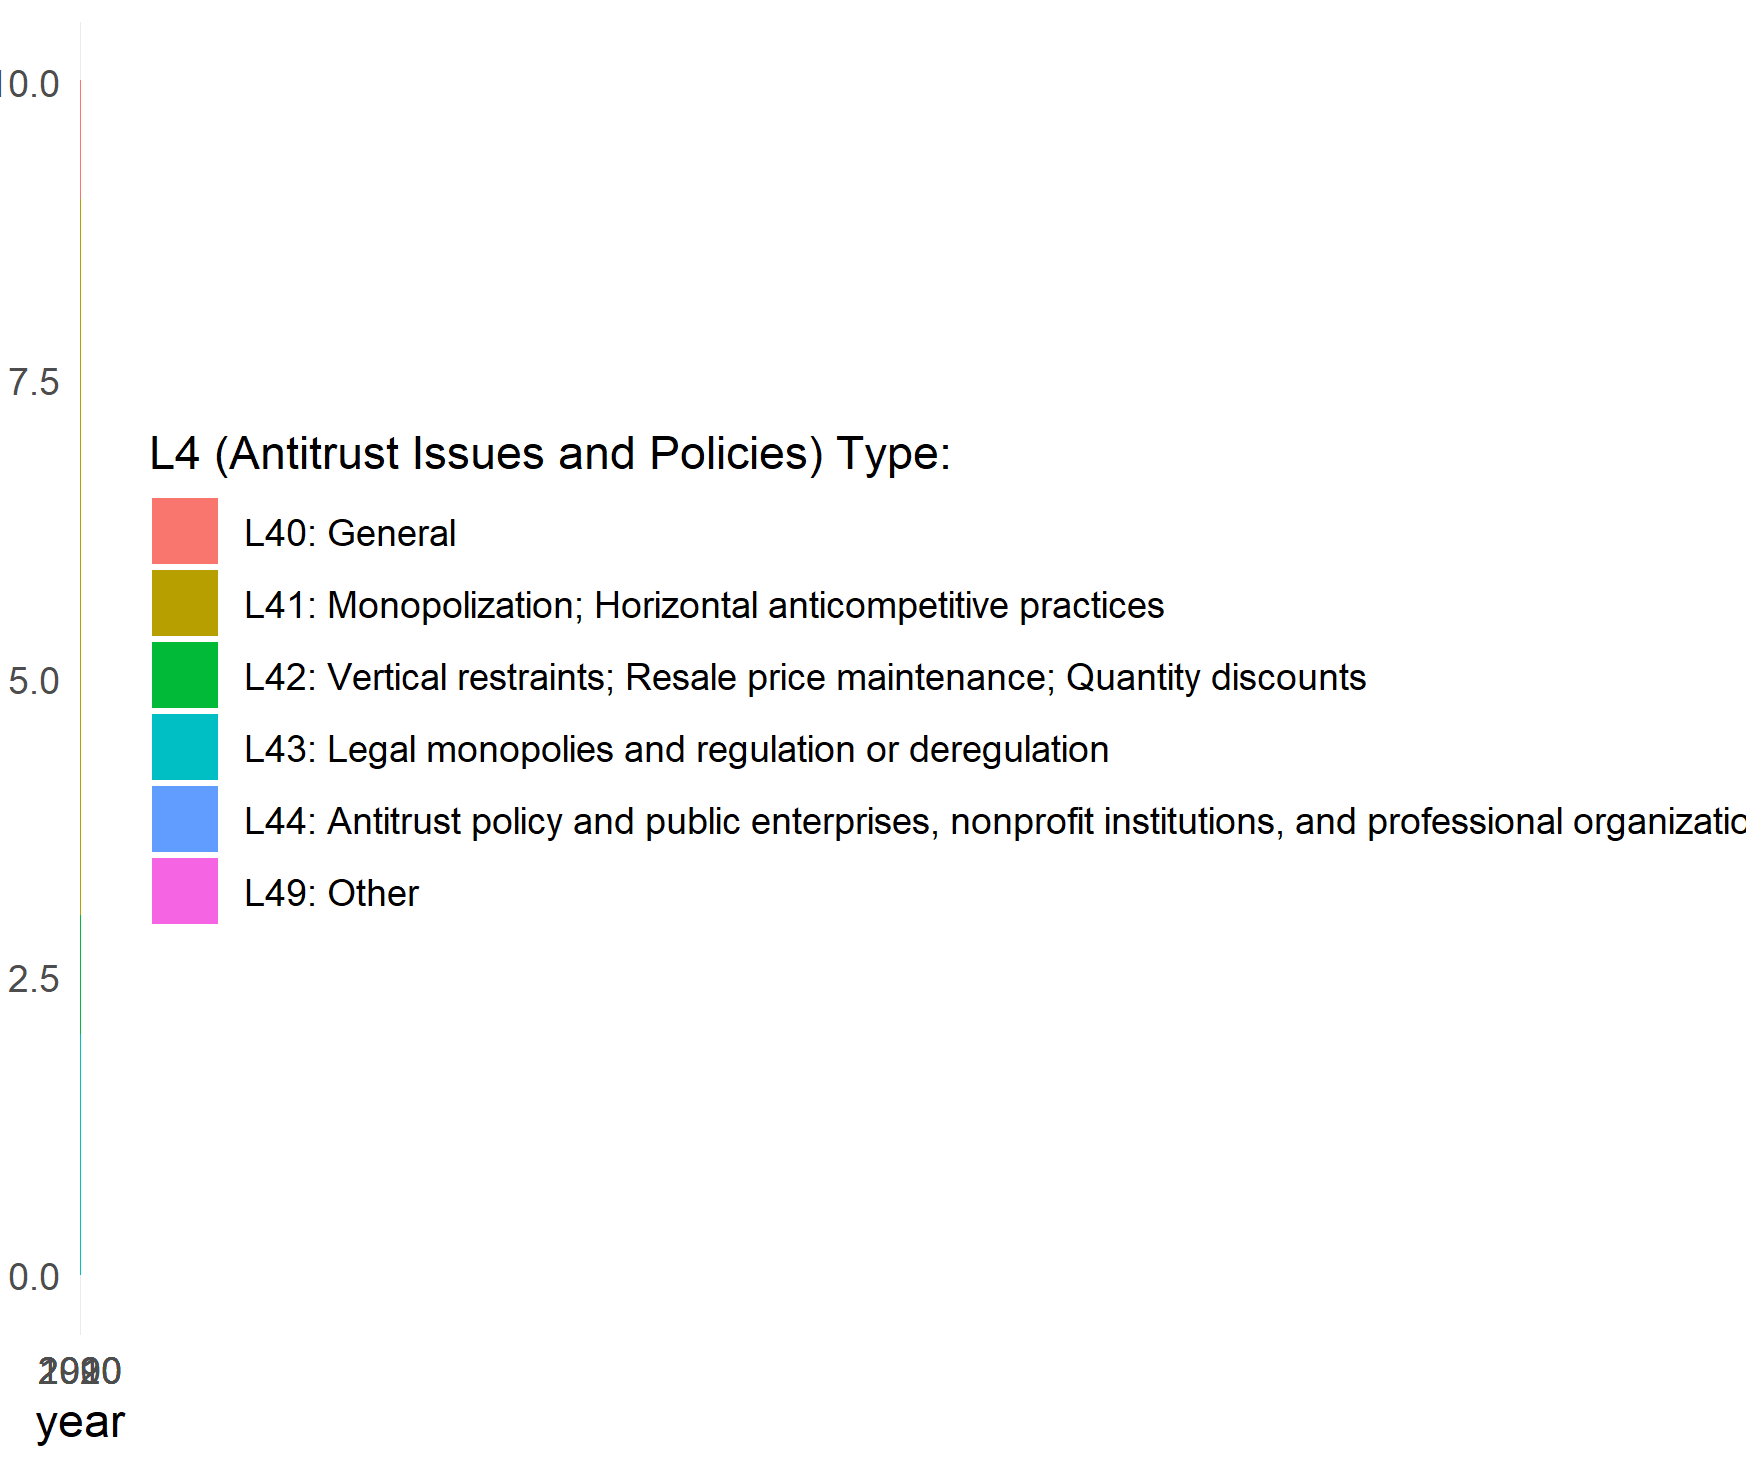 10.0
7.5
L4 (Antitrust Issues and Policies) Type:
L40: General
L41: Monopolization; Horizontal anticompetitive practices
L42: Vertical restraints; Resale price maintenance; Quantity discounts
5.0
L43: Legal monopolies and regulation or deregulation
L44: Antitrust policy and public enterprises, nonprofit institutions, and professional organizatio
L49: Other
2.5
0.0
year